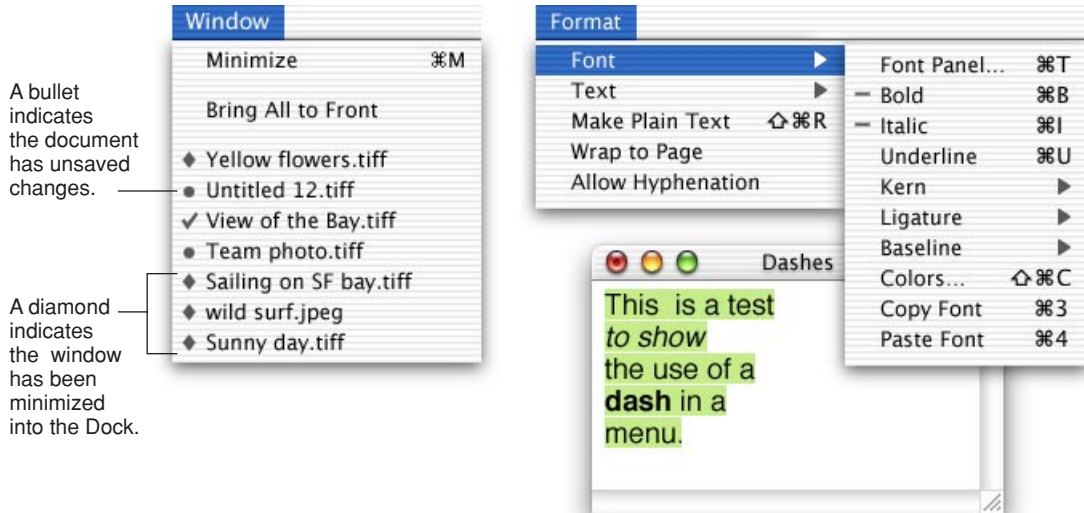 A bullet
indicates
the document
has unsaved
changes.
A diamond
indicates
the window
has been
minimized
into the Dock.
Window
Minimize ⌘M
Bring All to Front
♦ Yellow flowers.tiff
● Untitled 12.tiff
✓ View of the Bay.tiff
● Team photo.tiff
♦ Sailing on SF bay.tiff
♦ wild surf.jpeg
♦ Sunny day.tiff
Format
Font ▶
Text ▶
Make Plain Text ⇧⌘R
Wrap to Page
Allow Hyphenation
Font Panel... ⌘T
– Bold ⌘B
– Italic ⌘I
Underline ⌘U
Kern ▶
Ligature ▶
Baseline ▶
Colors... ⇧⌘C
Copy Font ⌘3
Paste Font ⌘4
Dashes
This is a test
to show
the use of a
dash in a
menu.